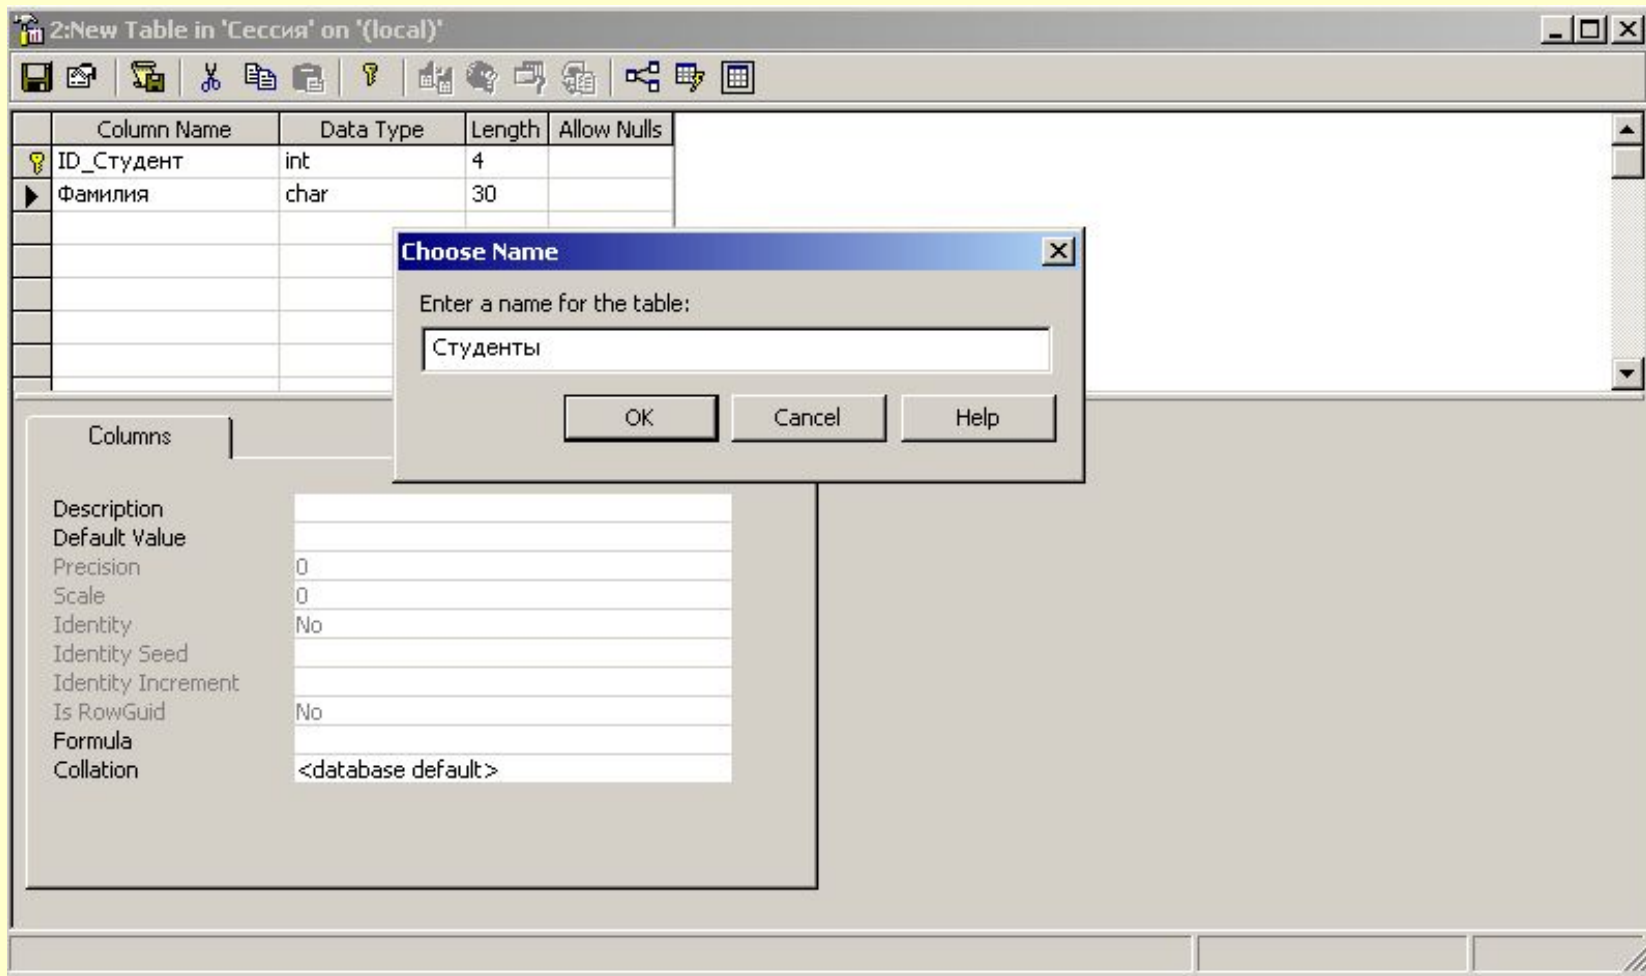 2:New Table in 'Сессия' on '(local)'
Column Name Data Type Length Allow Nulls
ID_Студент int 4
Фамилия char 30
Choose Name
Enter a name for the table:
Студенты
OK Cancel Help
Columns
Description
Default Value
Precision 0
Scale 0
Identity No
Identity Seed
Identity Increment
Is RowGuid No
Formula
Collation <database default>